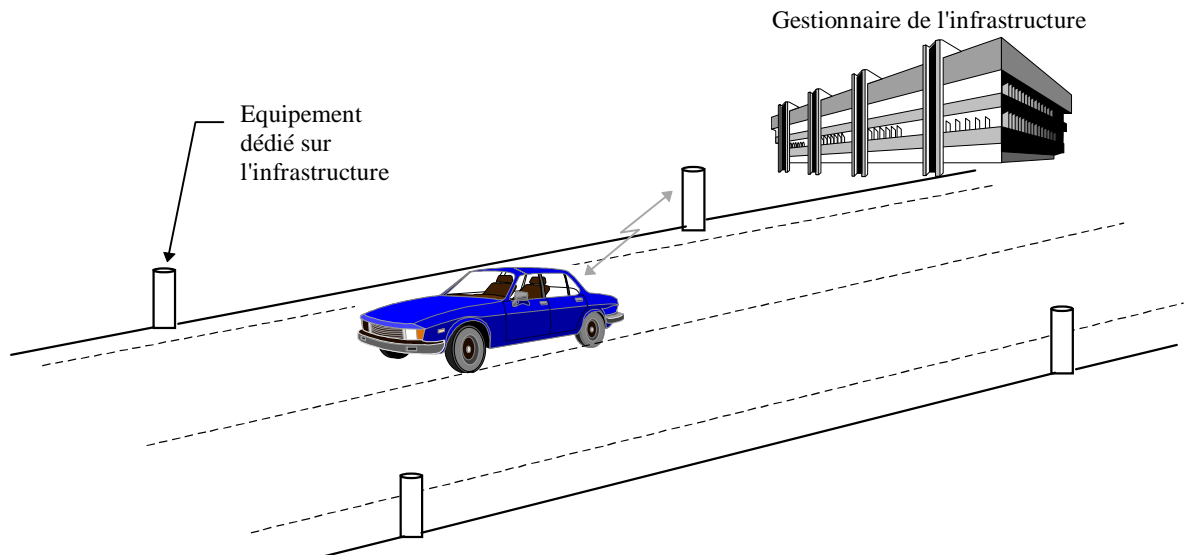 Gestionnaire de l'infrastructure
Equipement
dédié sur
l'infrastructure